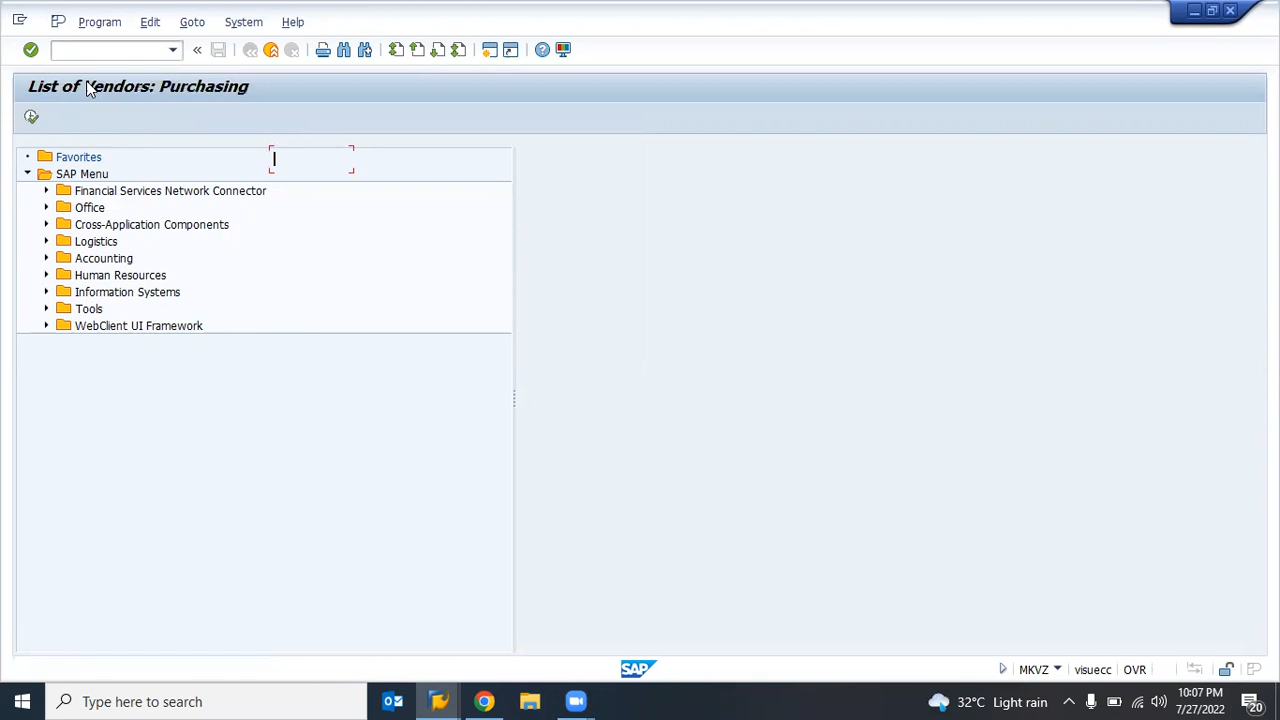 Program Edit Goto System Help
List of Vendors: Purchasing
Favorites
SAP Menu
Financial Services Network Connector
Office
Cross-Application Components
Logistics
Accounting
Human Resources
Information Systems
Tools
WebClient UI Framework
SAP
MKVZ visuecc OVR
Type here to search
32°C Light rain
10:07 PM
7/27/2022
20